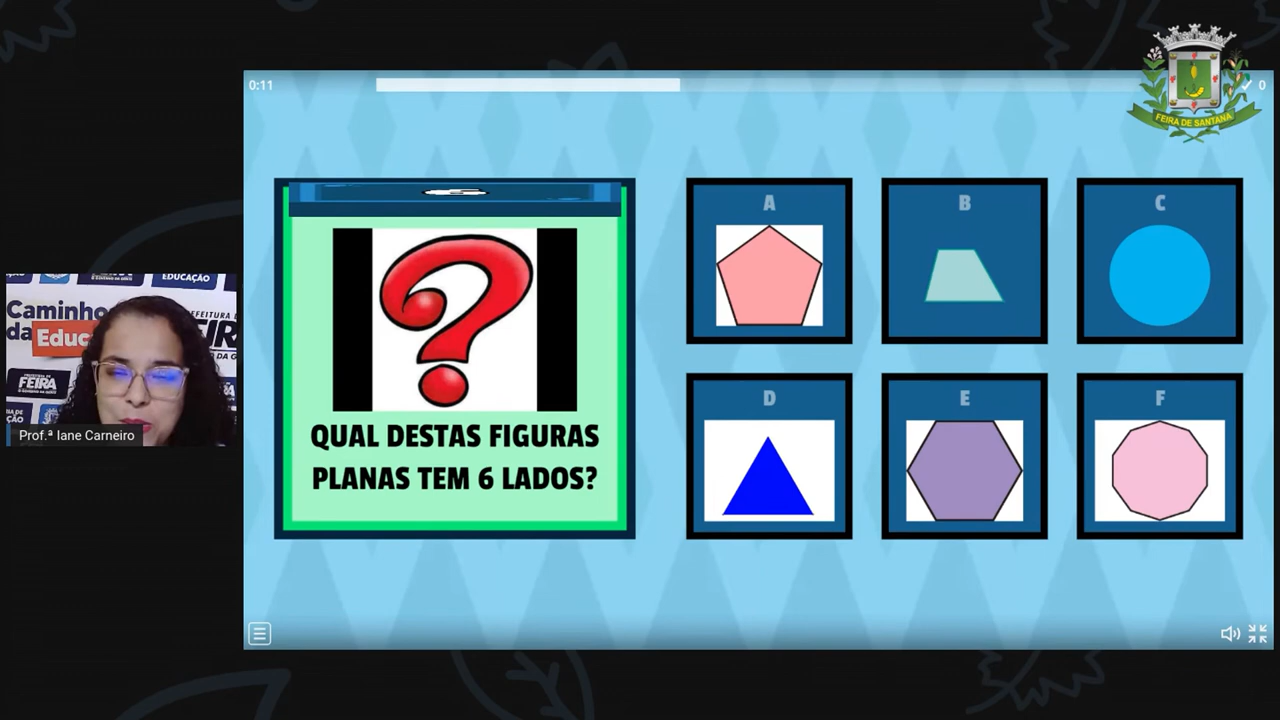 0:11
0
FEIRA DE SANTANA
A
B
C
QUAL DESTAS FIGURAS
PLANAS TEM 6 LADOS?
D
E
F
EDUCAÇÃO
Caminho
da Educ
PREFEITURA
FEIRA
Prof.ª Iane Carneiro